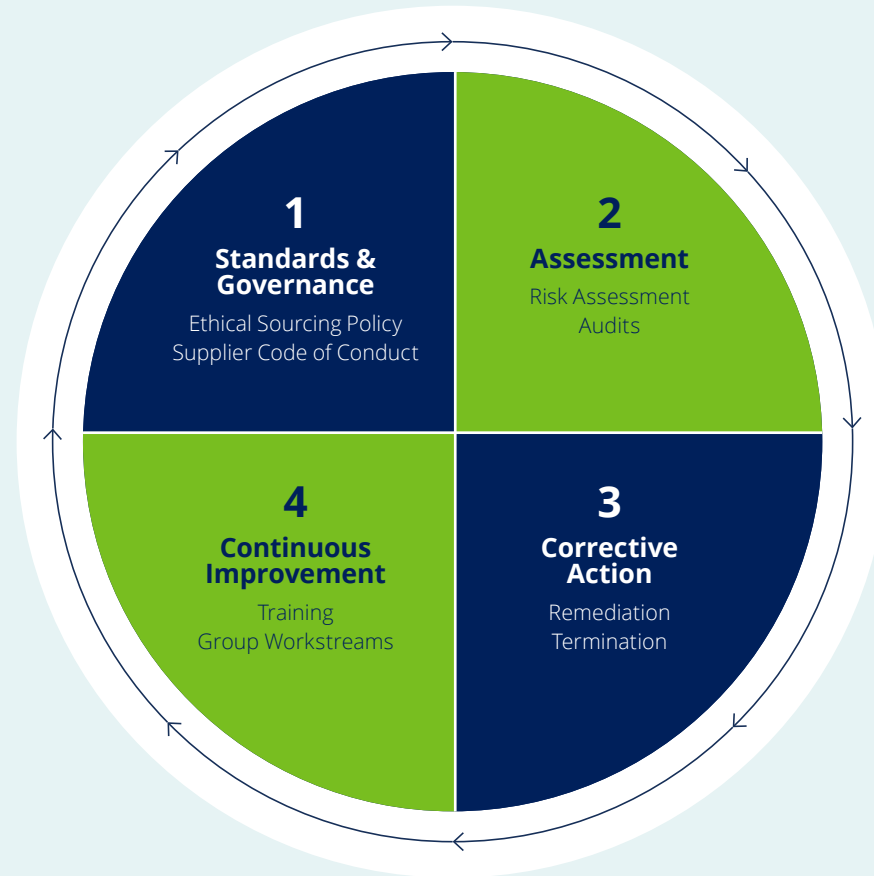 1
Standards &
Governance
Ethical Sourcing Policy
Supplier Code of Conduct
2
Assessment
Risk Assessment
Audits
3
Corrective
Action
Remediation
Termination
4
Continuous
Improvement
Training
Group Workstreams